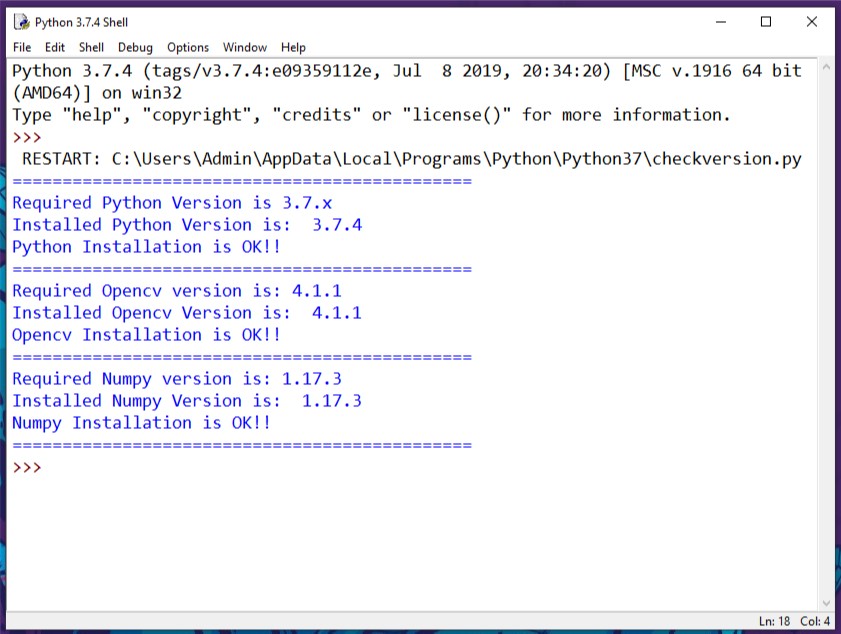 Python 3.7.4 Shell
File Edit Shell Debug Options Window Help
Python 3.7.4 (tags/v3.7.4:e09359112e, Jul  8 2019, 20:34:20) [MSC v.1916 64 bit
(AMD64)] on win32
Type "help", "copyright", "credits" or "license()" for more information.
>>>
 RESTART: C:\Users\Admin\AppData\Local\Programs\Python\Python37\checkversion.py
==============================================
Required Python Version is 3.7.x
Installed Python Version is:  3.7.4
Python Installation is OK!!
==============================================
Required Opencv version is: 4.1.1
Installed Opencv Version is:  4.1.1
Opencv Installation is OK!!
==============================================
Required Numpy version is: 1.17.3
Installed Numpy Version is:  1.17.3
Numpy Installation is OK!!
==============================================
>>>
Ln: 18 Col: 4